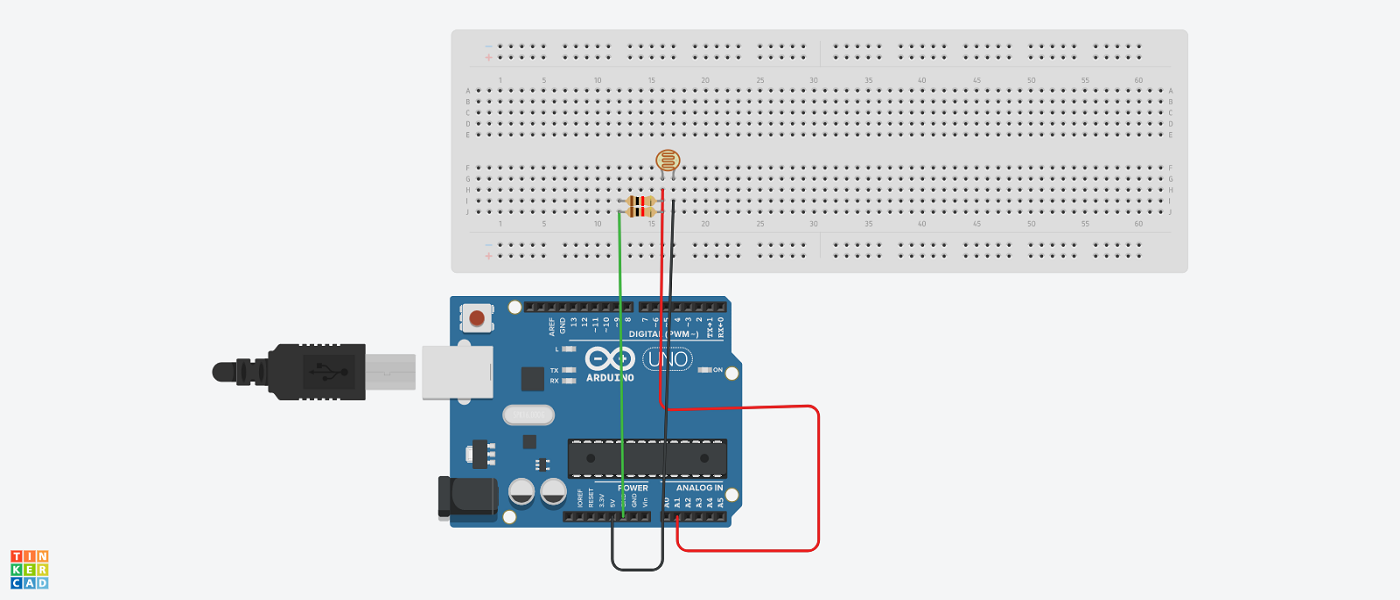 - -
+ +
1 5 10 15 20 25 30 35 40 45 50 55 60
A A
B B
C C
D D
E E
F F
G G
H H
I I
J J
1 5 10 15 20 25 30 35 40 45 50 55 60
-
+
AREF
GND
13
12
~11
~10
~9
8
7
~6
~5
4
~3
2
TX→1
RX←0
DIGITAL (PWM~)
L
TX
RX
ARDUINO
UNO
ON
POWER
ANALOG IN
IOREF
RESET
3.3V
5V
GND
Vin
A0
A1
A2
A3
A4
A5
TIN
KER
CAD